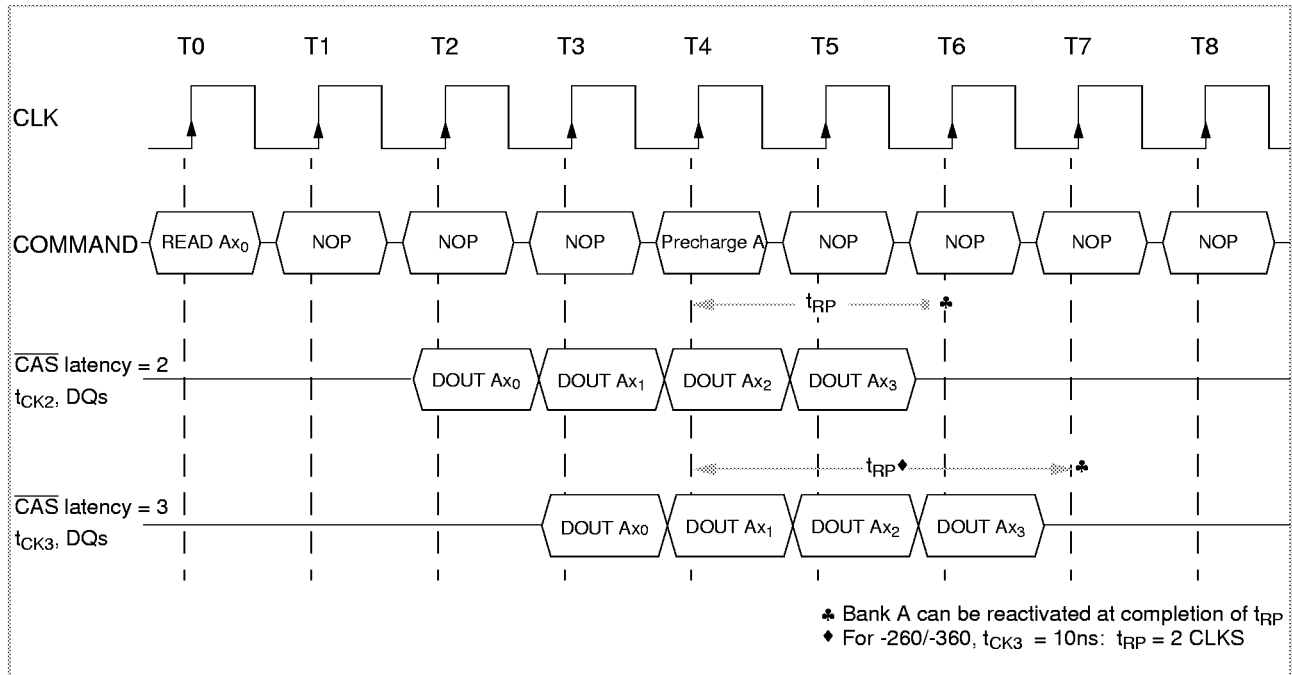 T0 T1 T2 T3 T4 T5 T6 T7 T8
CLK
COMMAND READ Ax0 NOP NOP NOP Precharge A NOP NOP NOP NOP
tRP ♣
CAS latency = 2
tCK2, DQs
DOUT Ax0 DOUT Ax1 DOUT Ax2 DOUT Ax3
tRP♦ ♣
CAS latency = 3
tCK3, DQs
DOUT Ax0 DOUT Ax1 DOUT Ax2 DOUT Ax3
♣ Bank A can be reactivated at completion of tRP
♦ For -260/-360, tCK3 = 10ns: tRP = 2 CLKS